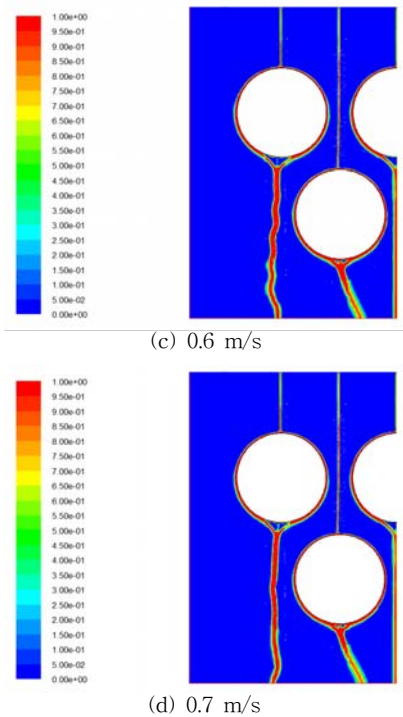 1.00e+00
9.50e-01
9.00e-01
8.50e-01
8.00e-01
7.50e-01
7.00e-01
6.50e-01
6.00e-01
5.50e-01
5.00e-01
4.50e-01
4.00e-01
3.50e-01
3.00e-01
2.50e-01
2.00e-01
1.50e-01
1.00e-01
5.00e-02
0.00e+00
(c) 0.6 m/s
1.00e+00
9.50e-01
9.00e-01
8.50e-01
8.00e-01
7.50e-01
7.00e-01
6.50e-01
6.00e-01
5.50e-01
5.00e-01
4.50e-01
4.00e-01
3.50e-01
3.00e-01
2.50e-01
2.00e-01
1.50e-01
1.00e-01
5.00e-02
0.00e+00
(d) 0.7 m/s